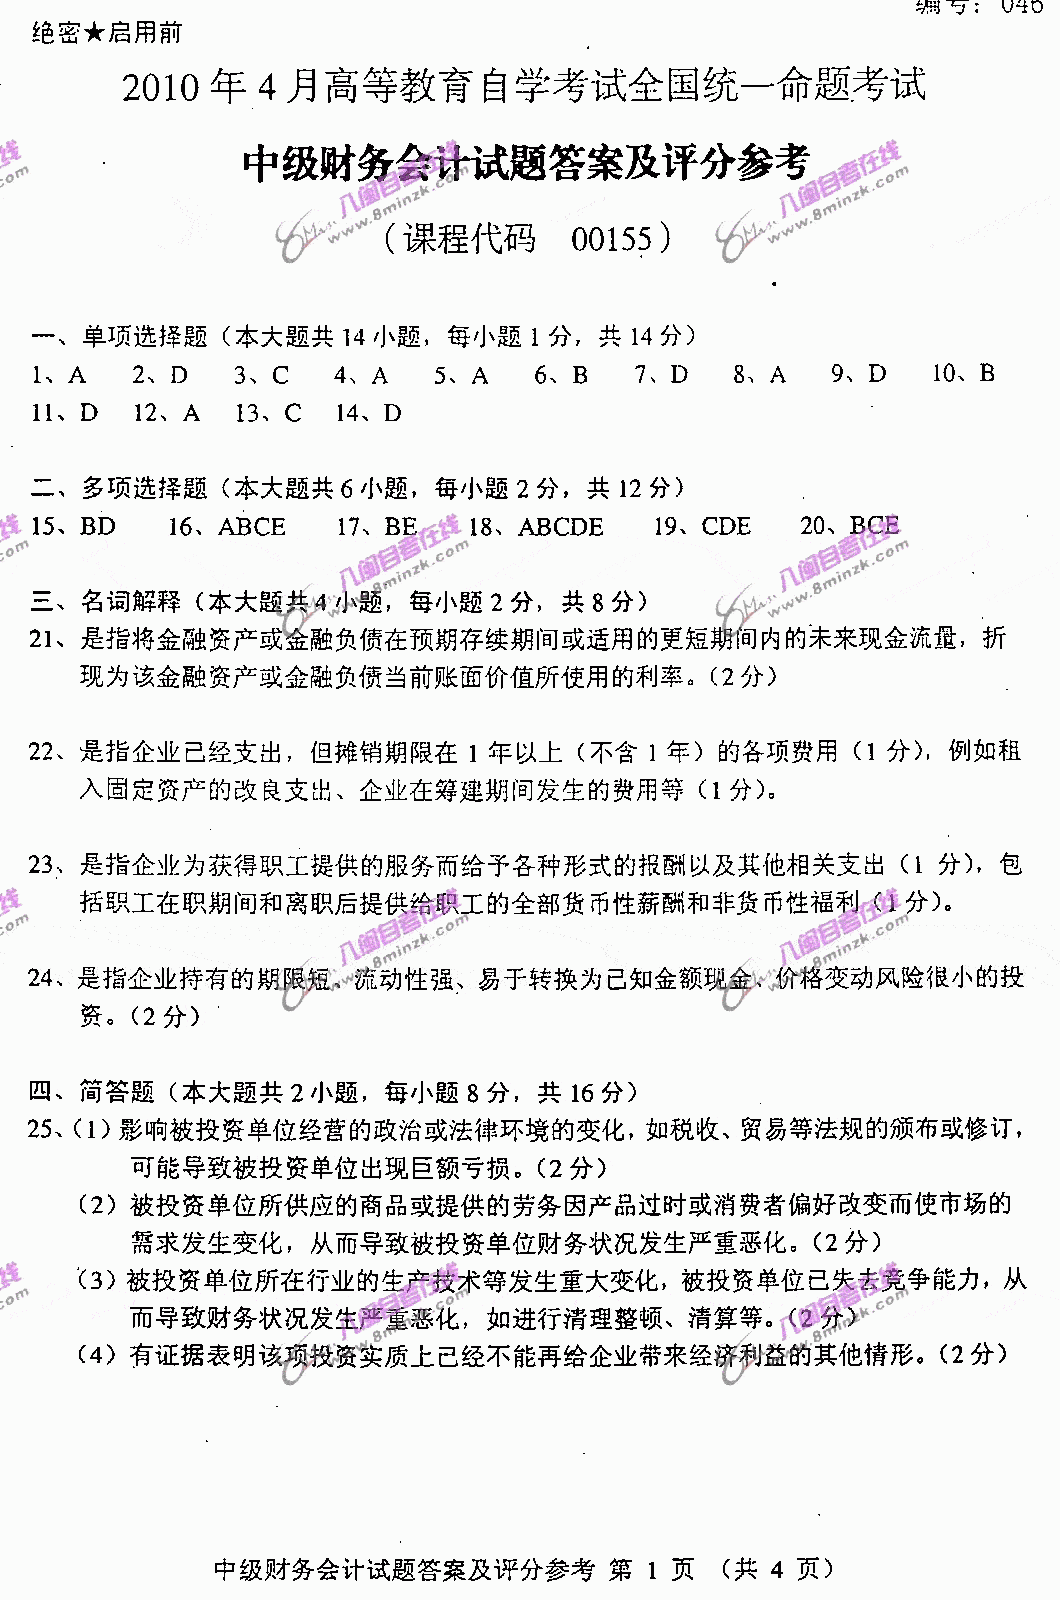 编号: 046
绝密★启用前
2010 年 4 月高等教育自学考试全国统一命题考试
中级财务会计试题答案及评分参考
(课程代码 00155)
一、单项选择题（本大题共 14 小题，每小题 1 分，共 14 分）
1、A 2、D 3、C 4、A 5、A 6、B 7、D 8、A 9、D 10、B
11、D 12、A 13、C 14、D
二、多项选择题（本大题共 6 小题，每小题 2 分，共 12 分）
15、BD 16、ABCE 17、BE 18、ABCDE 19、CDE 20、BCE
三、名词解释（本大题共 4 小题，每小题 2 分，共 8 分）
21、是指将金融资产或金融负债在预期存续期间或适用的更短期间内的未来现金流量，折
现为该金融资产或金融负债当前账面价值所使用的利率。（2 分）
22、是指企业已经支出，但摊销期限在 1 年以上（不含 1 年）的各项费用（1 分），例如租
入固定资产的改良支出、企业在筹建期间发生的费用等（1 分）。
23、是指企业为获得职工提供的服务而给予各种形式的报酬以及其他相关支出（1 分），包
括职工在职期间和离职后提供给职工的全部货币性薪酬和非货币性福利（1 分）。
24、是指企业持有的期限短、流动性强、易于转换为已知金额现金、价格变动风险很小的投
资。（2 分）
四、简答题（本大题共 2 小题，每小题 8 分，共 16 分）
25、（1）影响被投资单位经营的政治或法律环境的变化，如税收、贸易等法规的颁布或修订，
可能导致被投资单位出现巨额亏损。（2 分）
（2）被投资单位所供应的商品或提供的劳务因产品过时或消费者偏好改变而使市场的
需求发生变化，从而导致被投资单位财务状况发生严重恶化。（2 分）
（3）被投资单位所在行业的生产技术等发生重大变化，被投资单位已失去竞争能力，从
而导致财务状况发生严重恶化，如进行清理整顿、清算等。（2 分）
（4）有证据表明该项投资实质上已经不能再给企业带来经济利益的其他情形。（2 分）
中级财务会计试题答案及评分参考 第 1 页 （共 4 页）
八闽自考在线
www.8minzk.com